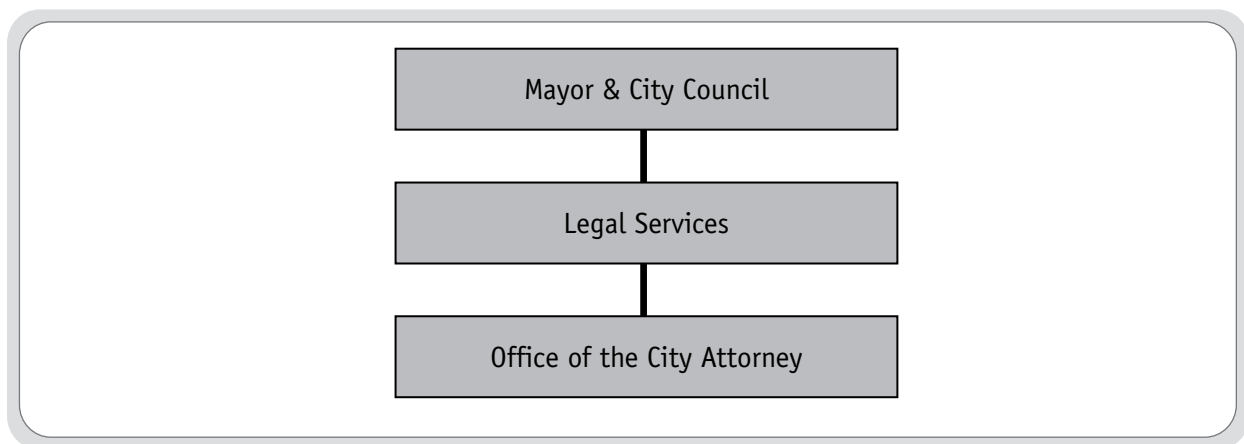 Mayor & City Council
Legal Services
Office of the City Attorney